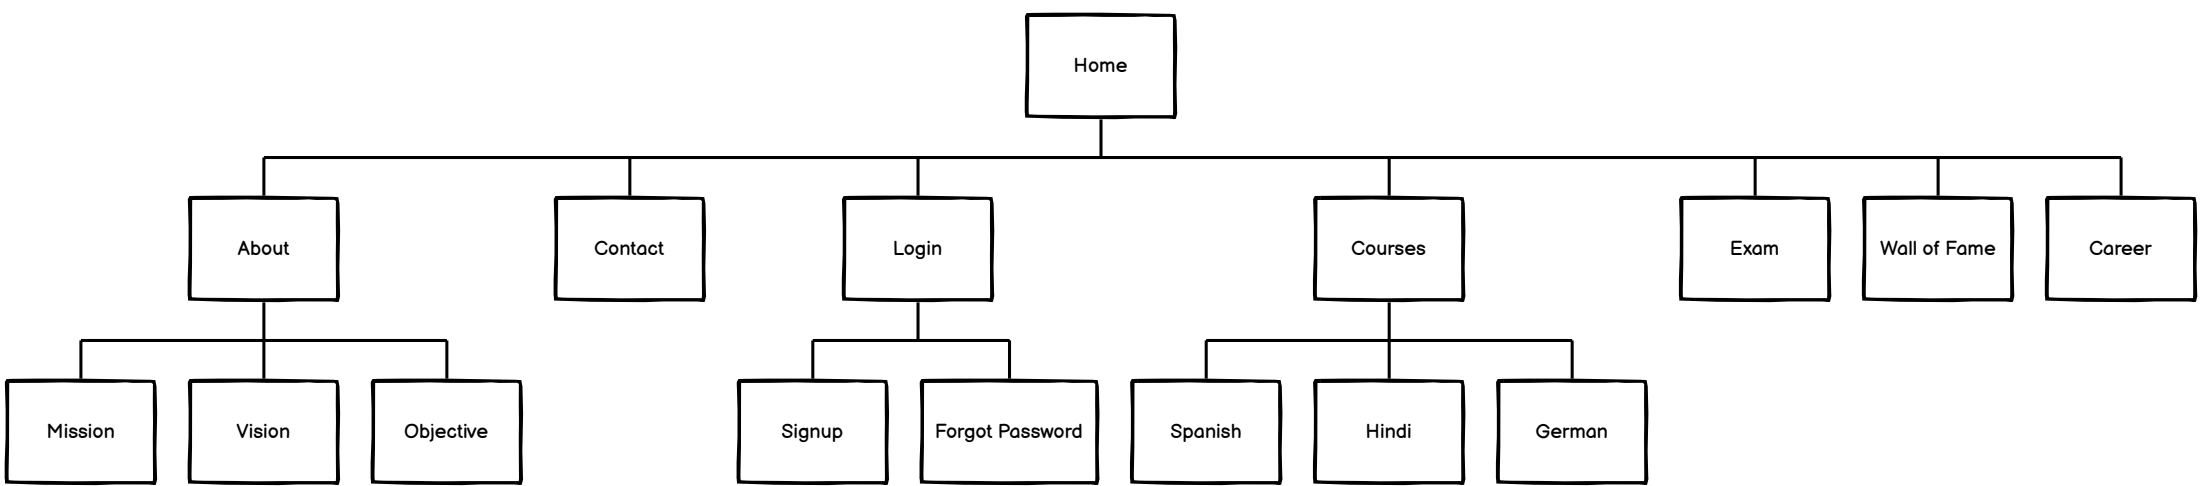 Home
About
Contact
Login
Courses
Exam
Wall of Fame
Career
Mission
Vision
Objective
Signup
Forgot Password
Spanish
Hindi
German